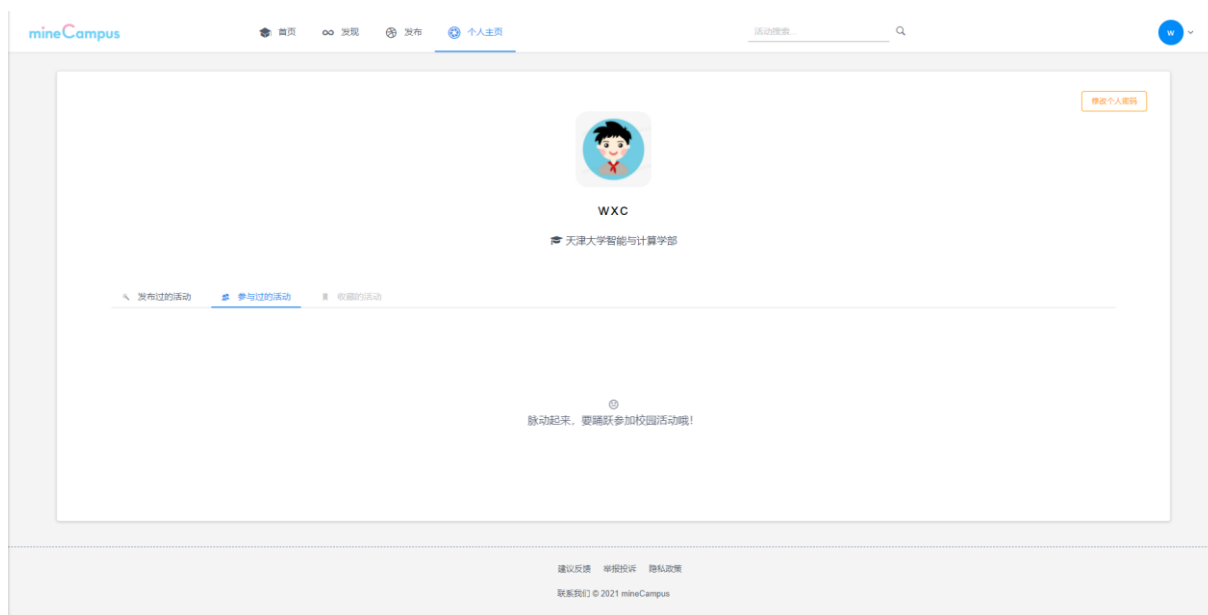 mineCampus 首页 发现 发布 个人主页 活动搜索... w
修改个人密码
WXC
天津大学智能与计算学部
发布过的活动 参与过的活动 收藏的活动
脉动起来，要踊跃参加校园活动哦！
建议反馈 举报投诉 隐私政策
联系我们 © 2021 mineCampus